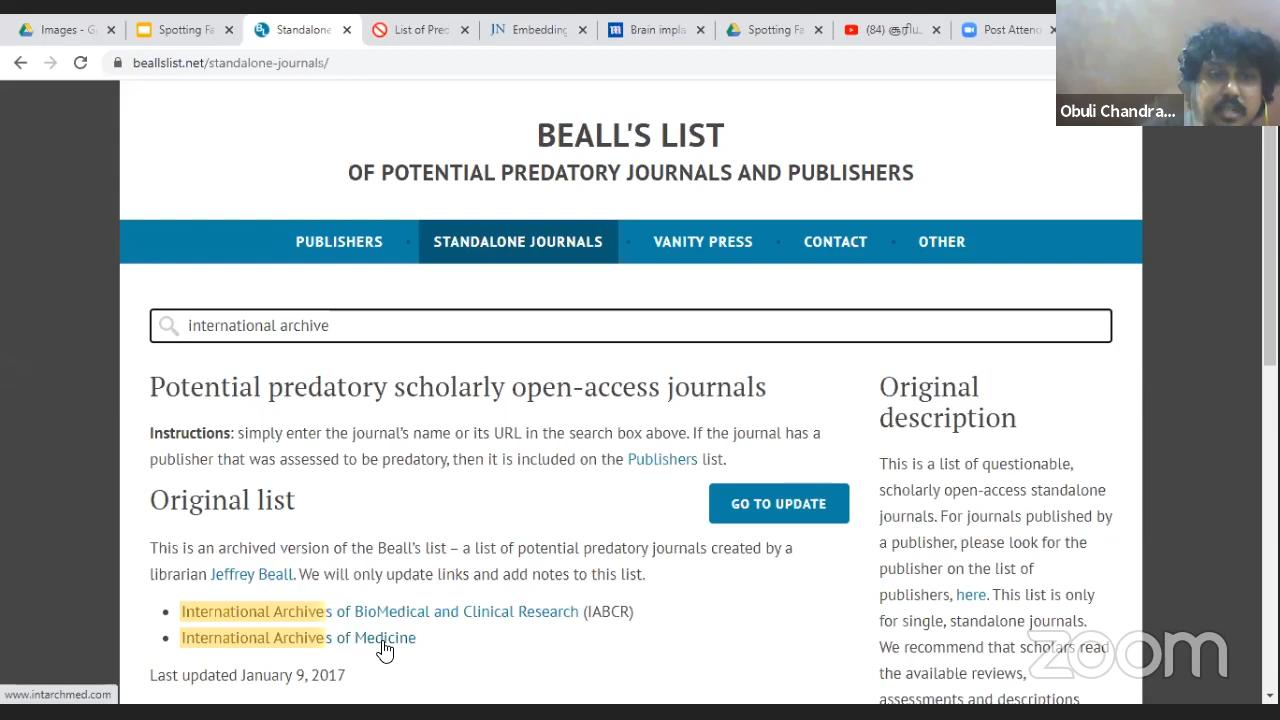 Images - G
Spotting Fa
Standalone
List of Prec
JN Embedding
Brain impla
Spotting Fa
(84) சூரிய..
Post Attend
beallslist.net/standalone-journals/
Obuli Chandra...
BEALL'S LIST
OF POTENTIAL PREDATORY JOURNALS AND PUBLISHERS
PUBLISHERS
STANDALONE JOURNALS
VANITY PRESS
CONTACT
OTHER
international archive
Potential predatory scholarly open-access journals
Instructions: simply enter the journal's name or its URL in the search box above. If the journal has a
publisher that was assessed to be predatory, then it is included on the Publishers list.
Original list
GO TO UPDATE
This is an archived version of the Beall's list – a list of potential predatory journals created by a
librarian Jeffrey Beall. We will only update links and add notes to this list.
International Archives of BioMedical and Clinical Research (IABCR)
International Archives of Medicine
Last updated January 9, 2017
Original
description
This is a list of questionable,
scholarly open-access standalone
journals. For journals published by
a publisher, please look for the
publisher on the list of
publishers, here. This list is only
for single, standalone journals.
We recommend that scholars read
the available reviews,
assessments and descriptions
zoom
www.intarchmed.com